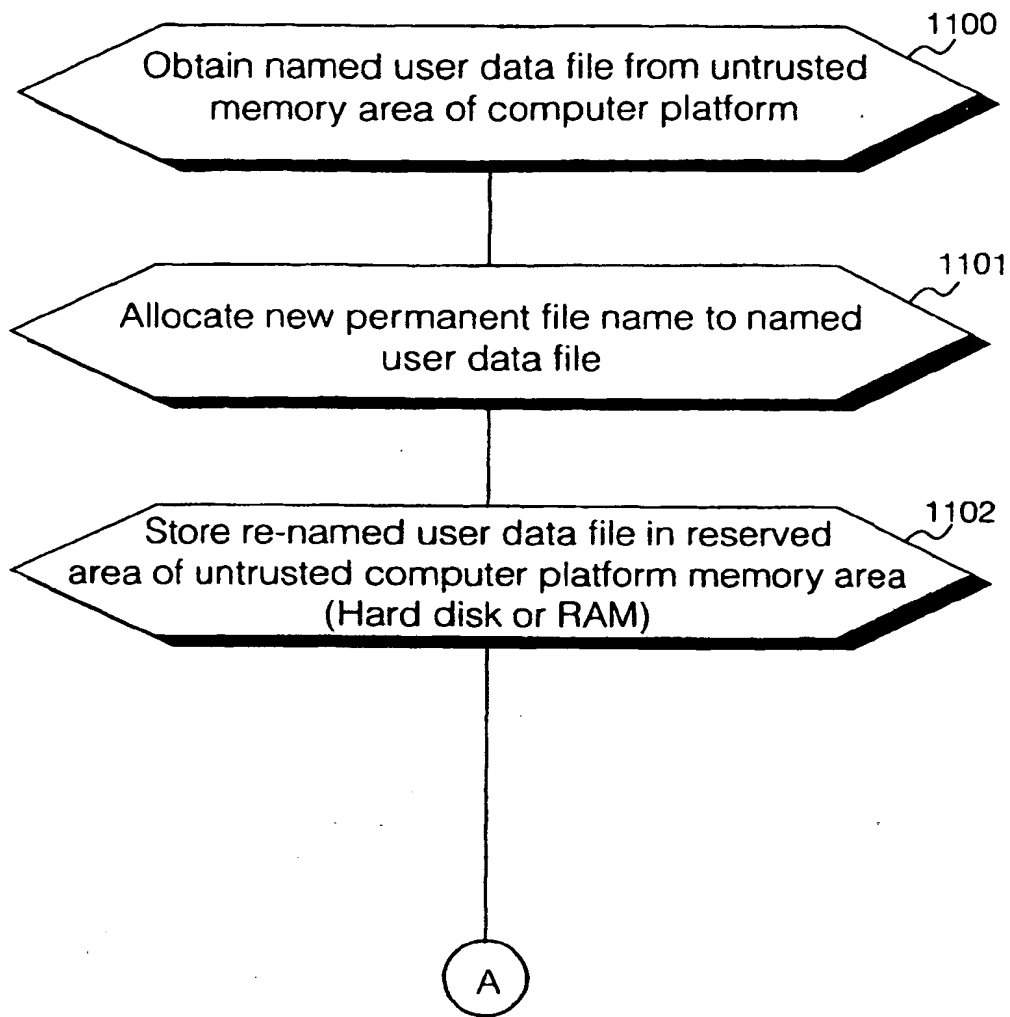 1100
Obtain named user data file from untrusted
memory area of computer platform
1101
Allocate new permanent file name to named
user data file
1102
Store re-named user data file in reserved
area of untrusted computer platform memory area
(Hard disk or RAM)
A